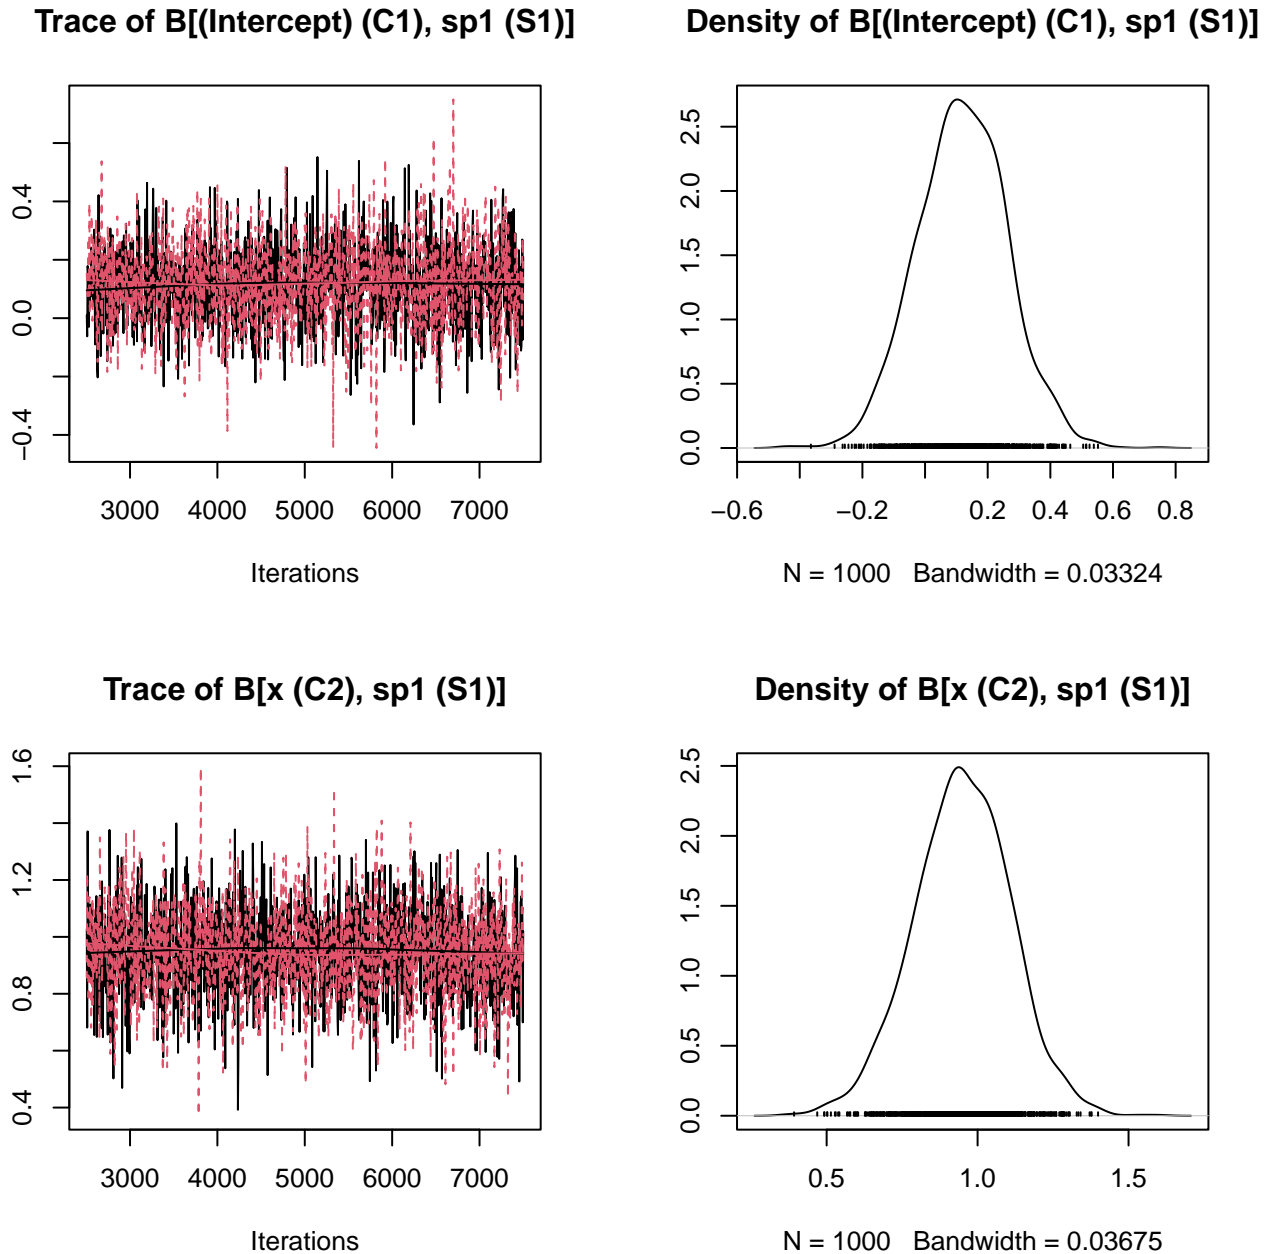 Trace of B[(Intercept) (C1), sp1 (S1)]
−0.4 0.0 0.4
3000 4000 5000 6000 7000
Iterations
Density of B[(Intercept) (C1), sp1 (S1)]
0.0 0.5 1.0 1.5 2.0 2.5
−0.6 −0.2 0.2 0.4 0.6 0.8
N = 1000 Bandwidth = 0.03324
Trace of B[x (C2), sp1 (S1)]
0.4 0.8 1.2 1.6
3000 4000 5000 6000 7000
Iterations
Density of B[x (C2), sp1 (S1)]
0.0 0.5 1.0 1.5 2.0 2.5
0.5 1.0 1.5
N = 1000 Bandwidth = 0.03675